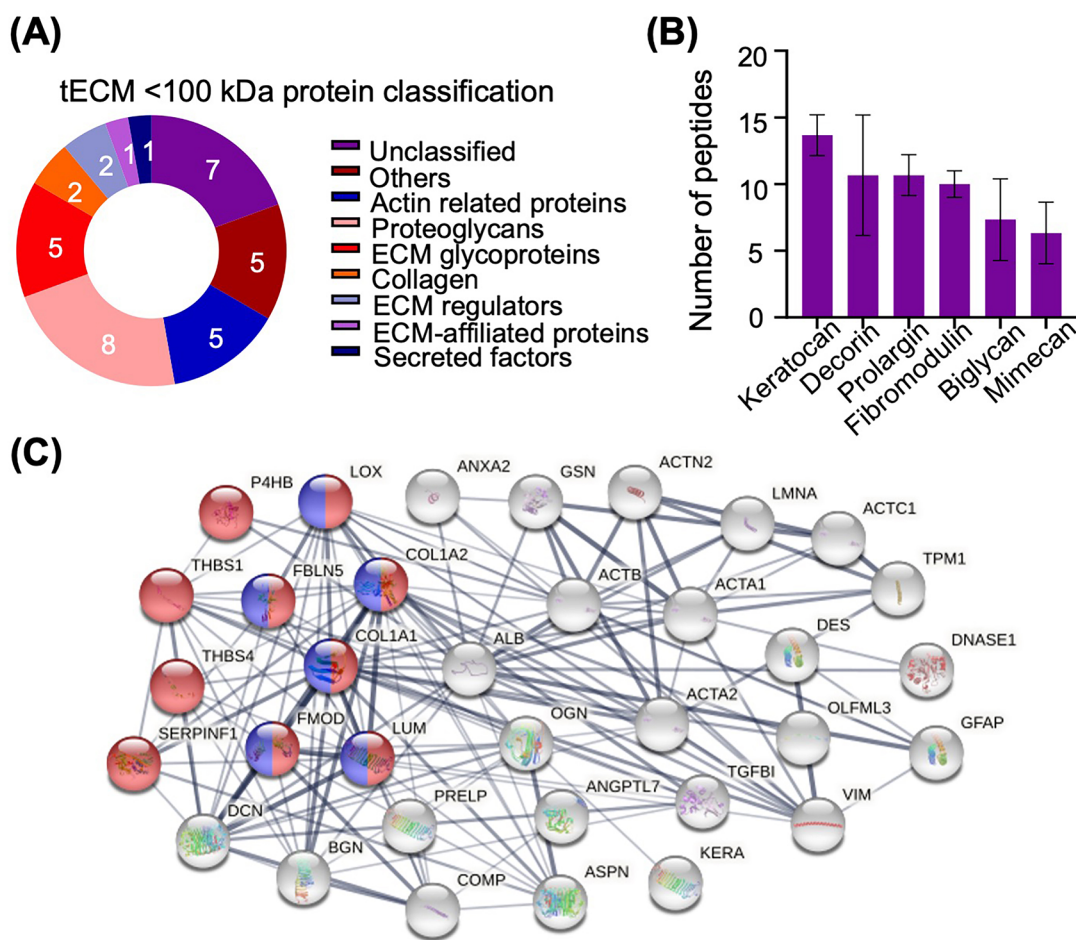 (A)
tECM <100 kDa protein classification
7
5
5
8
5
2
2
1
1
Unclassified
Others
Actin related proteins
Proteoglycans
ECM glycoproteins
Collagen
ECM regulators
ECM-affiliated proteins
Secreted factors
(B)
Number of peptides
20
15
10
5
0
Keratocan
Decorin
Prolargin
Fibromodulin
Biglycan
Mimecan
(C)
P4HB
LOX
ANXA2
GSN
ACTN2
LMNA
ACTC1
THBS1
FBLN5
COL1A2
ACTB
ACTA1
TPM1
COL1A1
ALB
DES
DNASE1
THBS4
ACTA2
OLFML3
GFAP
SERPINF1
FMOD
LUM
OGN
TGFBI
VIM
DCN
PRELP
ANGPTL7
BGN
COMP
ASPN
KERA